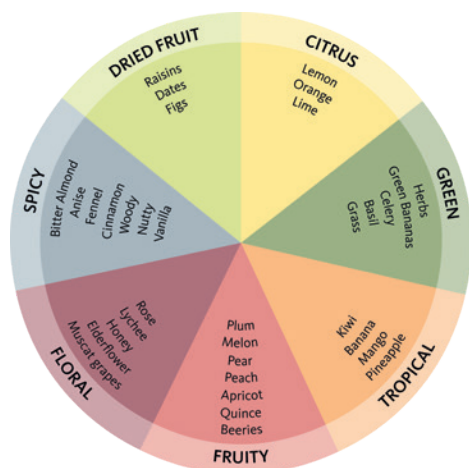 CITRUS
Lemon
Orange
Lime
GREEN
Herbs
Green Bananas
Celery
Basil
Grass
TROPICAL
Kiwi
Banana
Mango
Pineapple
FRUITY
Plum
Melon
Pear
Peach
Apricot
Quince
Beeries
FLORAL
Rose
Lychee
Honey
Elderflower
Muscat grapes
SPICY
Bitter Almond
Anise
Fennel
Cinnamon
Woody
Nutty
Vanilla
DRIED FRUIT
Raisins
Dates
Figs